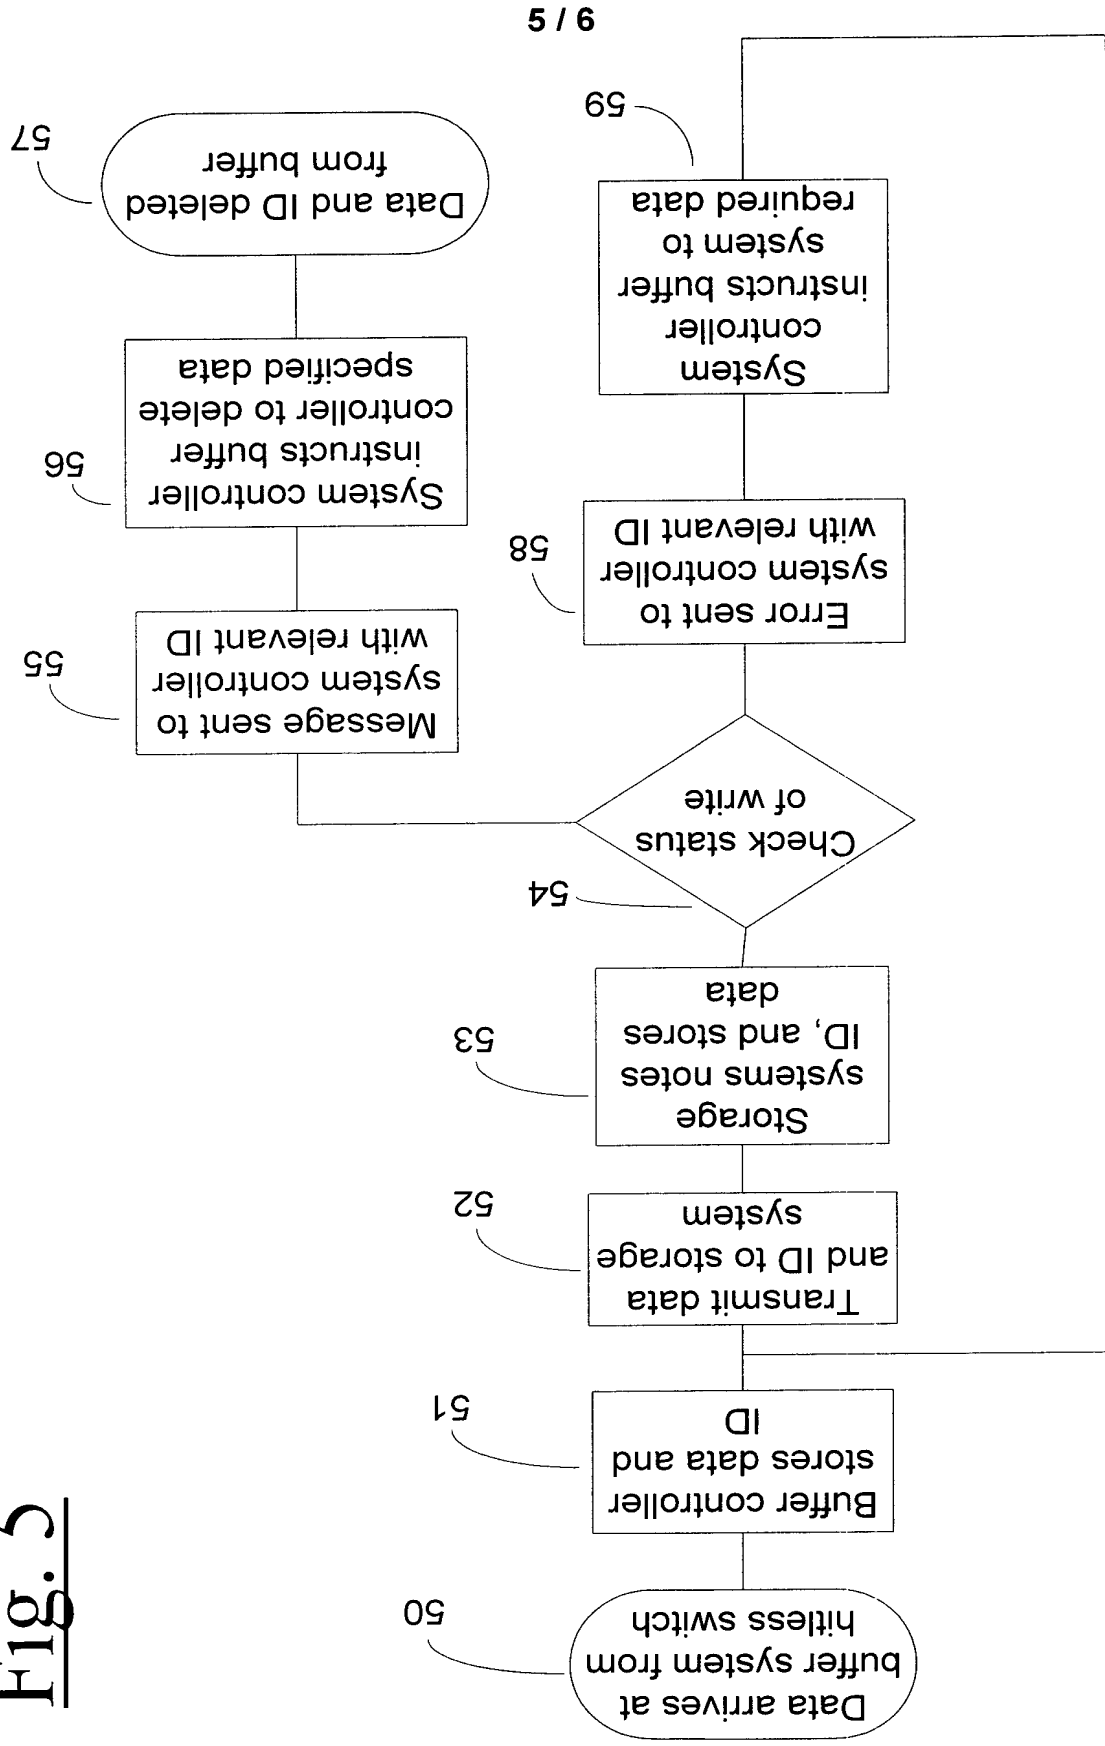 5 / 6
Fig. 5
Data arrives at
buffer system from
hitless switch
50
Buffer controller
stores data and
ID
51
Transmit data
and ID to storage
system
52
Storage
systems notes
ID, and stores
data
53
Check status
of write
54
Message sent to
system controller
with relevant ID
55
System controller
instructs buffer
controller to delete
specified data
56
Data and ID deleted
from buffer
57
Error sent to
system controller
with relevant ID
58
System
controller
instructs buffer
system to
required data
59